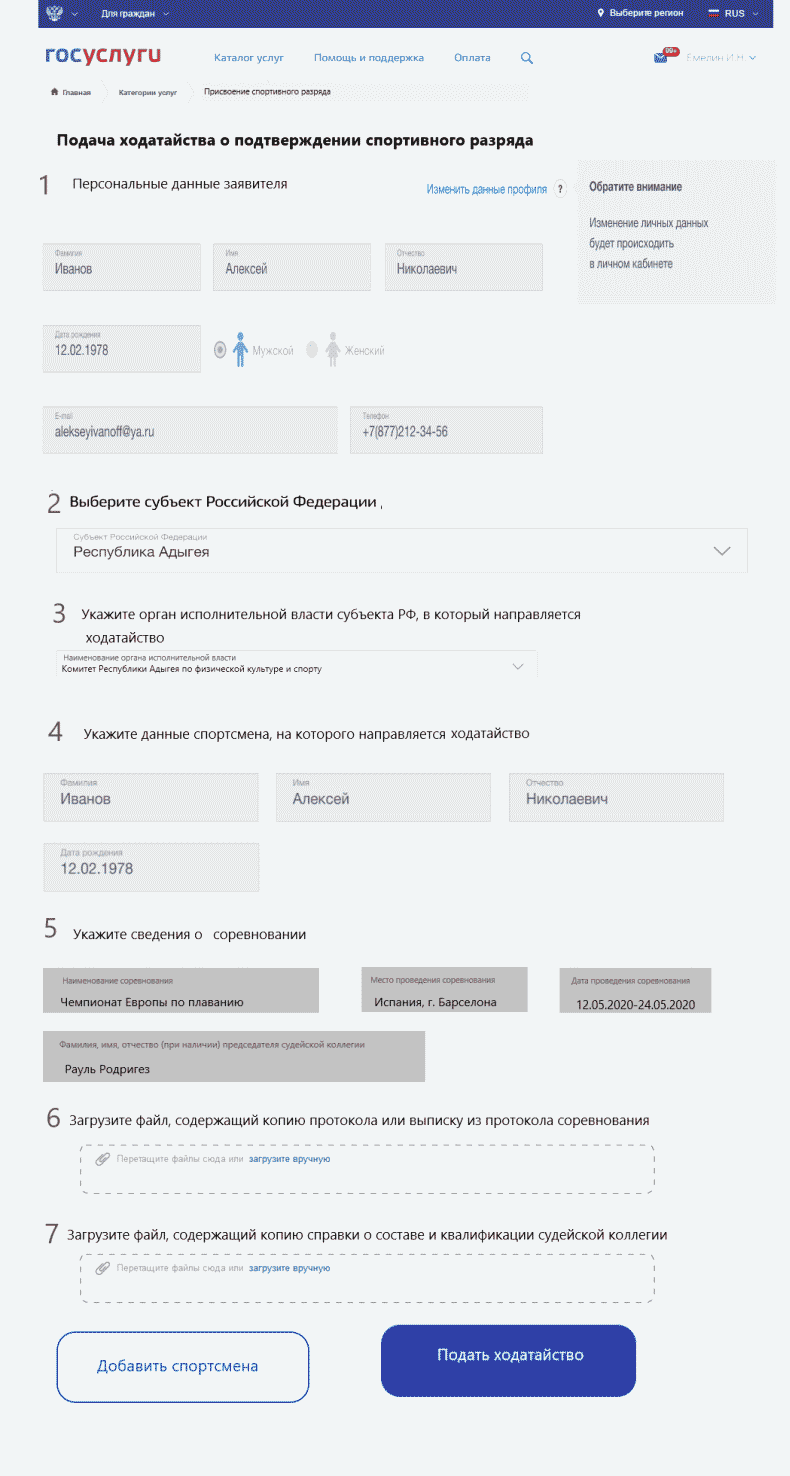 Для граждан
Выберите регион
RUS
госуслуги
Каталог услуг
Помощь и поддержка
Оплата
99+
Емелин И.Н.
Главная
Категории услуг
Присвоение спортивного разряда
Подача ходатайства о подтверждении спортивного разряда
1 Персональные данные заявителя
Изменить данные профиля ?
Обратите внимание
Изменение личных данных
будет происходить
в личном кабинете
Фамилия
Иванов
Имя
Алексей
Отчество
Николаевич
Дата рождения
12.02.1978
Мужской
Женский
E-mail
alekseyivanoff@ya.ru
Телефон
+7(877)212-34-56
2 Выберите субъект Российской Федерации ,
Субъект Российской Федерации
Республика Адыгея
3 Укажите орган исполнительной власти субъекта РФ, в который направляется
ходатайство
Наименование органа исполнительной власти
Комитет Республики Адыгея по физической культуре и спорту
4 Укажите данные спортсмена, на которого направляется ходатайство
Фамилия
Иванов
Имя
Алексей
Отчество
Николаевич
Дата рождения
12.02.1978
5 Укажите сведения о соревновании
Наименование соревнования
Чемпионат Европы по плаванию
Место проведения соревнования
Испания, г. Барселона
Дата проведения соревнования
12.05.2020-24.05.2020
Фамилия, имя, отчество (при наличии) председателя судейской коллегии
Рауль Родригез
6 Загрузите файл, содержащий копию протокола или выписку из протокола соревнования
Перетащите файлы сюда или загрузите вручную
7 Загрузите файл, содержащий копию справки о составе и квалификации судейской коллегии
Перетащите файлы сюда или загрузите вручную
Добавить спортсмена
Подать ходатайство